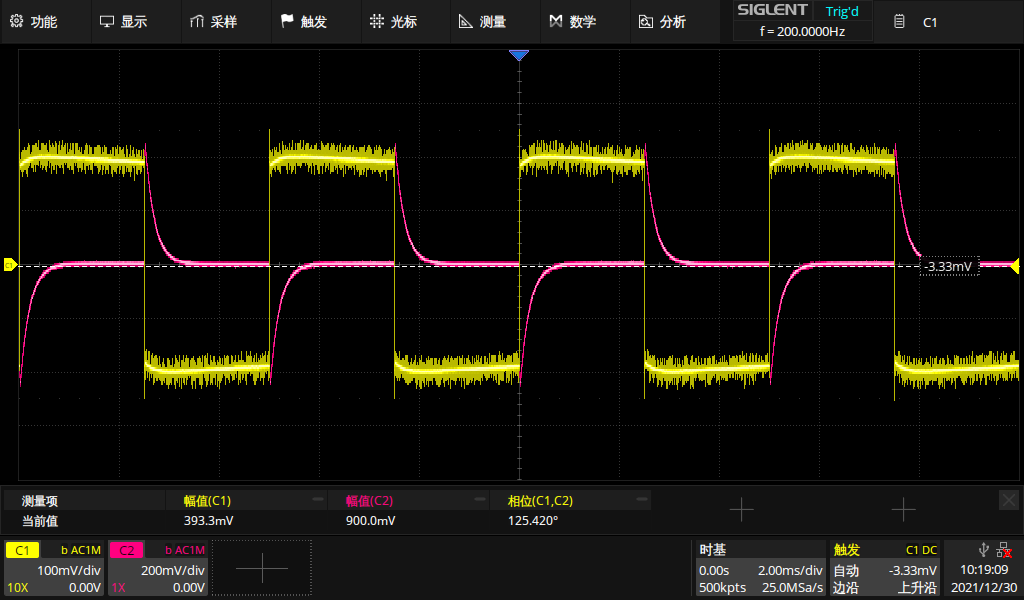 功能 显示 采样 触发 光标 测量 数学 分析 SIGLENT Trig'd C1
f = 200.0000Hz
C1
-3.33mV
测量项 幅值(C1) 幅值(C2) 相位(C1,C2)
当前值 393.3mV 900.0mV 125.420°
C1 b AC1M C2 b AC1M 时基 触发 C1 DC
100mV/div 200mV/div 0.00s 2.00ms/div 自动 -3.33mV 10:19:09
10X 0.00V 1X 0.00V 500kpts 25.0MSa/s 边沿 上升沿 2021/12/30